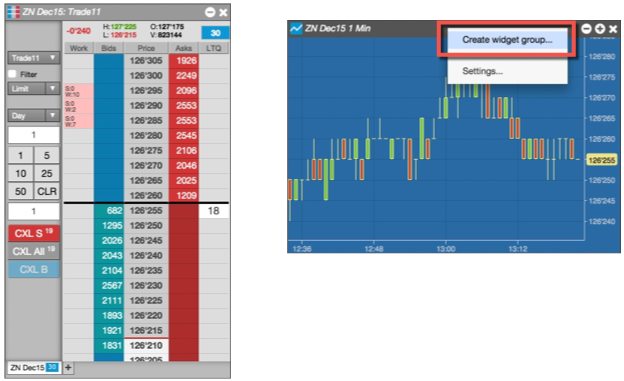 ZN Dec15: Trade11
-0'240 H:127'225 O:127'175 30
L: 126'215 V:823144
Work Bids Price Asks LTQ
Trade11
Filter
Limit
Day
1
1 5
10 25
50 CLR
1
CXL S 19
CXL All 19
CXL B
126'305 1926
126'300 2249
S:0 W:10 126'295 2096
S:0 W:2 126'290 2553
S:0 W:7 126'285 2553
126'280 2545
126'275 2106
126'270 2046
126'265 2025
126'260 1209
682 126'255 18
1295 126'250
2026 126'245
2043 126'240
2104 126'235
2567 126'230
2111 126'225
1893 126'220
1921 126'215
1831 126'210
126'205
ZN Dec15 30 +
ZN Dec15 1 Min
Create widget group...
Settings...
126'280
126'275
126'270
126'265
126'260
126'255
126'250
126'245
126'240
12:36 12:48 13:00 13:12